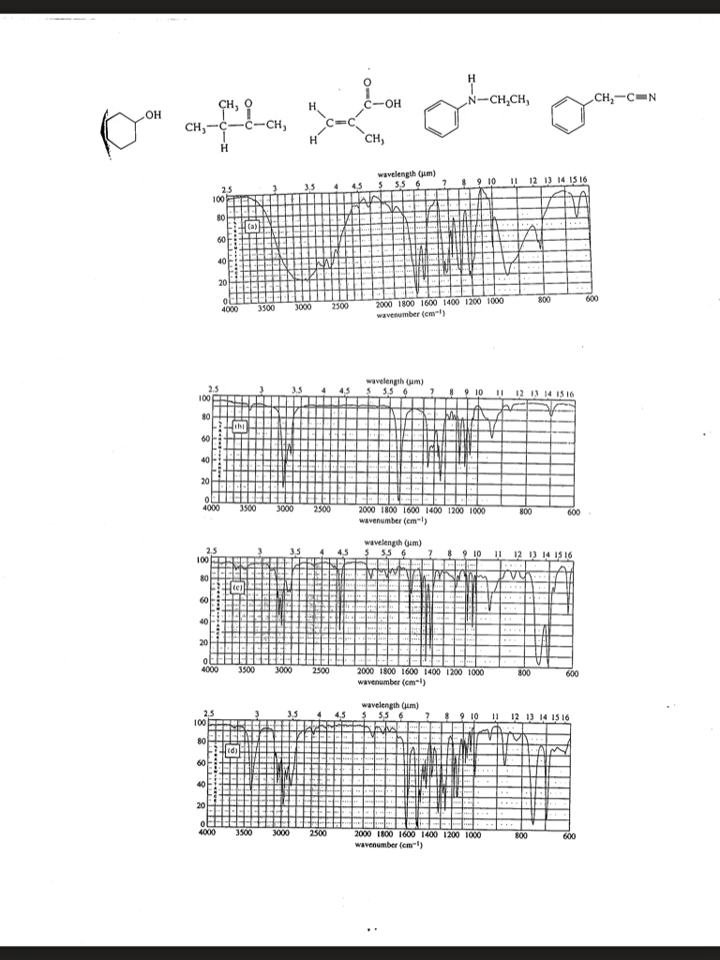 OH
CH3 O
CH3—C—C—CH3
H
O
H C—OH
C=C
H CH3
H
N—CH2CH3
CH2—C≡N
wavelength (μm)
2.5 3 3.5 4 4.5 5 5.5 6 7 8 9 10 11 12 13 14 15 16
100
80
(a)
60
40
20
0
4000 3500 3000 2500 2000 1800 1600 1400 1200 1000 800 600
wavenumber (cm⁻¹)
wavelength (μm)
2.5 3 3.5 4 4.5 5 5.5 6 7 8 9 10 11 12 13 14 15 16
100
80
(b)
60
40
20
0
4000 3500 3000 2500 2000 1800 1600 1400 1200 1000 600
wavenumber (cm⁻¹)
wavelength (μm)
2.5 3 3.5 4 4.5 5 5.5 6 7 8 9 10 11 12 13 14 15 16
100
80
(c)
60
40
20
0
4000 3500 3000 2500 2000 1800 1600 1400 1200 1000 800 600
wavenumber (cm⁻¹)
wavelength (μm)
2.5 3 3.5 4 4.5 5 5.5 6 7 8 9 10 11 12 13 14 15 16
100
80
(d)
60
40
20
0
4000 3500 3000 2500 2000 1800 1600 1400 1200 1000 800 600
wavenumber (cm⁻¹)